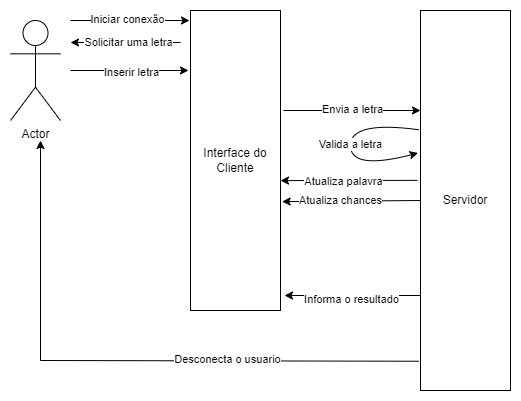 Iniciar conexão
Solicitar uma letra
Inserir letra
Actor
Interface do
Cliente
Envia a letra
Valida a letra
Atualiza palavra
Atualiza chances
Servidor
Informa o resultado
Desconecta o usuario